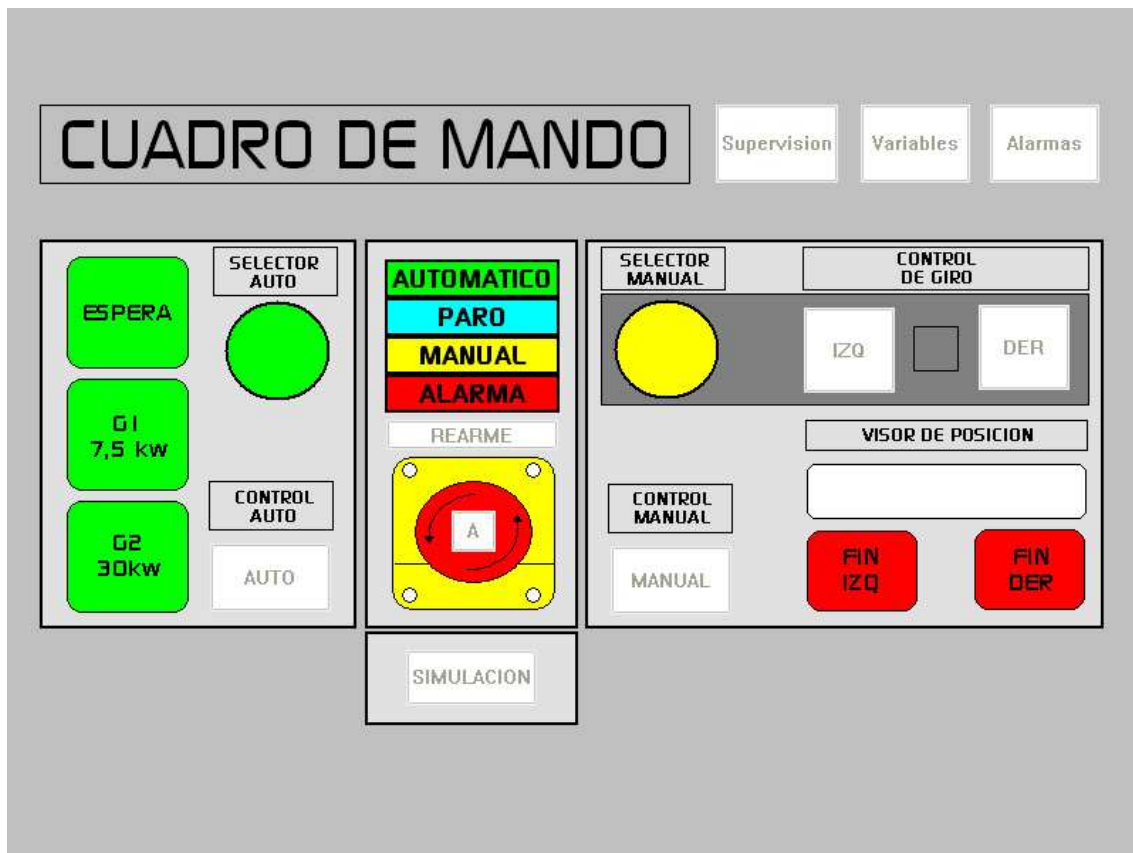 CUADRO DE MANDO
Supervision
Variables
Alarmas
ESPERA
SELECTOR
AUTO
G1
7,5 kw
CONTROL
AUTO
G2
30kw
AUTO
AUTOMATICO
PARO
MANUAL
ALARMA
REARME
A
SIMULACION
SELECTOR
MANUAL
CONTROL
DE GIRO
IZQ
DER
VISOR DE POSICION
CONTROL
MANUAL
MANUAL
FIN
IZQ
FIN
DER